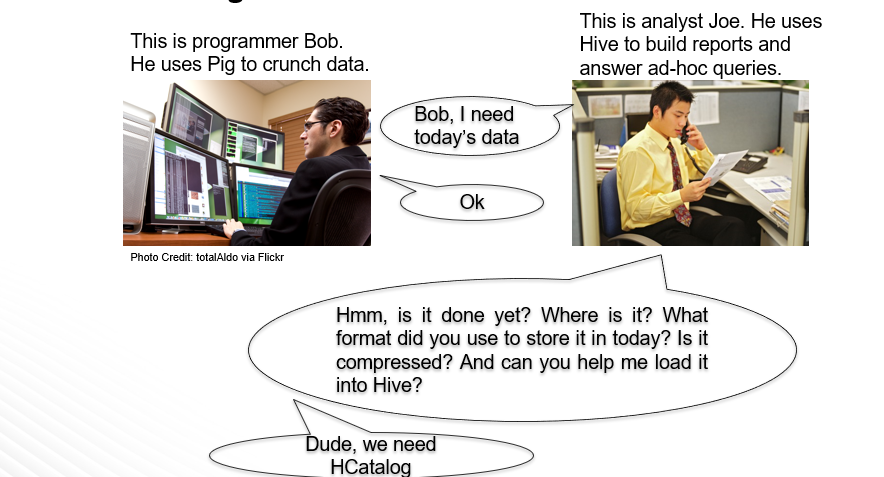 This is programmer Bob.
He uses Pig to crunch data.
This is analyst Joe. He uses
Hive to build reports and
answer ad-hoc queries.
Bob, I need
today’s data
Ok
Photo Credit: totalAldo via Flickr
Hmm, is it done yet? Where is it? What
format did you use to store it in today? Is it
compressed? And can you help me load it
into Hive?
Dude, we need
HCatalog